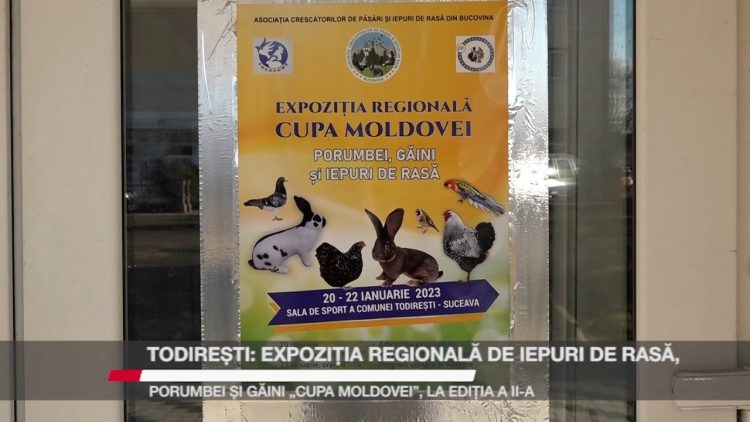 ASOCIAȚIA CRESCĂTORILOR DE PĂSĂRI ȘI IEPURI DE RASĂ DIN BUCOVINA
EXPOZIȚIA REGIONALĂ
CUPA MOLDOVEI
PORUMBEI, GĂINI
și IEPURI DE RASĂ
20 - 22 IANUARIE 2023
SALA DE SPORT A COMUNEI TODIREȘTI - SUCEAVA
TODIREȘTI: EXPOZIȚIA REGIONALĂ DE IEPURI DE RASĂ,
PORUMBEI ȘI GĂINI „CUPA MOLDOVEI”, LA EDIȚIA A II-A